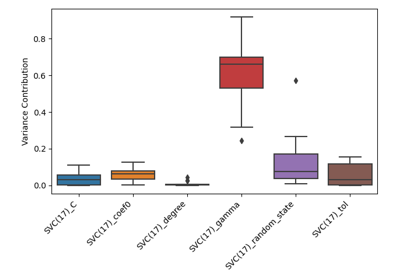 Variance Contribution
0.8
0.6
0.4
0.2
0.0
SVC(17)_C
SVC(17)_coef0
SVC(17)_degree
SVC(17)_gamma
SVC(17)_random_state
SVC(17)_tol